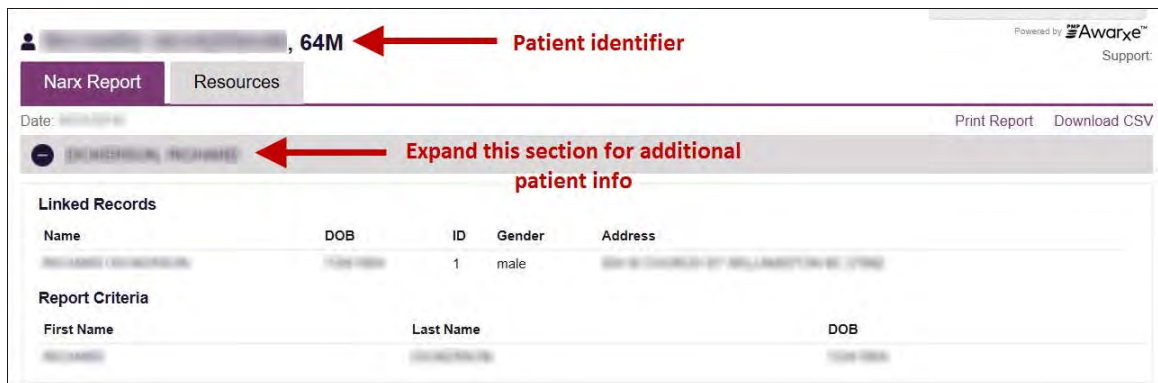 , 64M
Patient identifier
Powered by PMP AWARxE™
Support:
Narx Report Resources
Date:
Print Report Download CSV
Expand this section for additional
patient info
Linked Records
Name DOB ID Gender Address
1 male
Report Criteria
First Name Last Name DOB